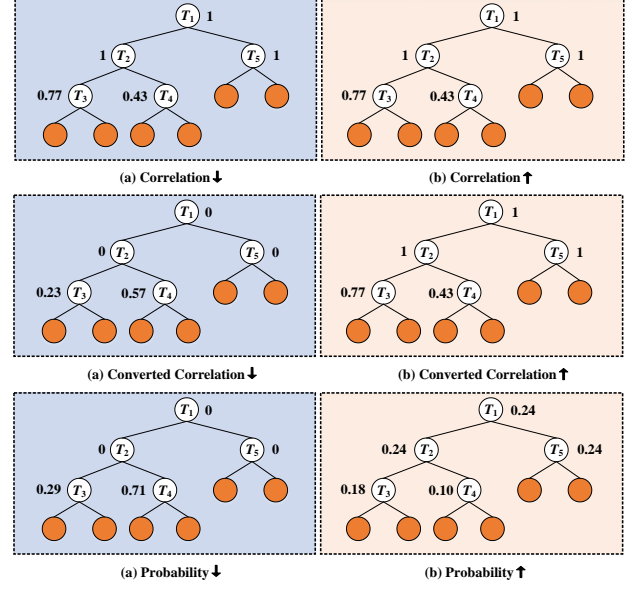 T1 1
1 T2 T5 1
0.77 T3 0.43 T4
(a) Correlation↓
T1 1
1 T2 T5 1
0.77 T3 0.43 T4
(b) Correlation↑
T1 0
0 T2 T5 0
0.23 T3 0.57 T4
(a) Converted Correlation↓
T1 1
1 T2 T5 1
0.77 T3 0.43 T4
(b) Converted Correlation↑
T1 0
0 T2 T5 0
0.29 T3 0.71 T4
(a) Probability↓
T1 0.24
0.24 T2 T5 0.24
0.18 T3 0.10 T4
(b) Probability↑